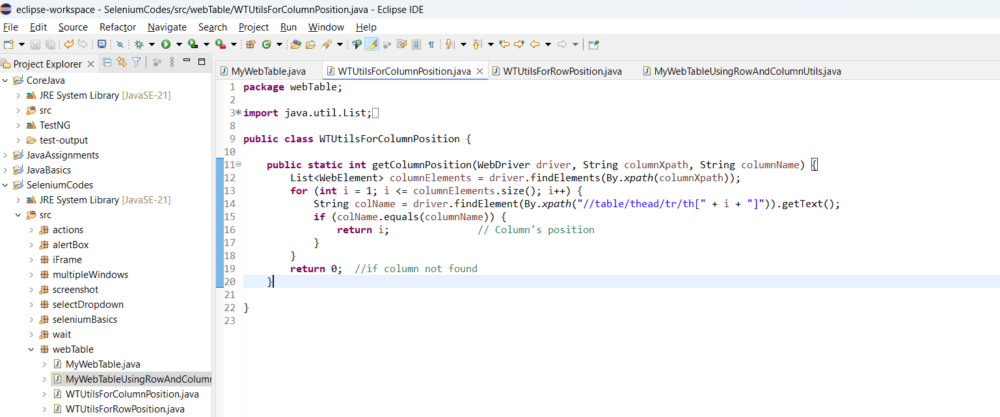 eclipse-workspace - SeleniumCodes/src/webTable/WTUtilsForColumnPosition.java - Eclipse IDE
File Edit Source Refactor Navigate Search Project Run Window Help
Project Explorer
CoreJava
JRE System Library [JavaSE-21]
src
TestNG
test-output
JavaAssignments
JavaBasics
SeleniumCodes
JRE System Library [JavaSE-21]
src
actions
alertBox
iFrame
multipleWindows
screenshot
selectDropdown
seleniumBasics
wait
webTable
MyWebTable.java
MyWebTableUsingRowAndColumn
WTUtilsForColumnPosition.java
WTUtilsForRowPosition.java
MyWebTable.java WTUtilsForColumnPosition.java WTUtilsForRowPosition.java MyWebTableUsingRowAndColumnUtils.java
1 package webTable;
2
3 import java.util.List;
8
9 public class WTUtilsForColumnPosition {
10
11 public static int getColumnPosition(WebDriver driver, String columnXpath, String columnName) {
12 List<WebElement> columnElements = driver.findElements(By.xpath(columnXpath));
13 for (int i = 1; i <= columnElements.size(); i++) {
14 String colName = driver.findElement(By.xpath("//table/thead/tr/th[" + i + "]")).getText();
15 if (colName.equals(columnName)) {
16 return i; // Column's position
17 }
18 }
19 return 0; //if column not found
20 }
21
22 }
23